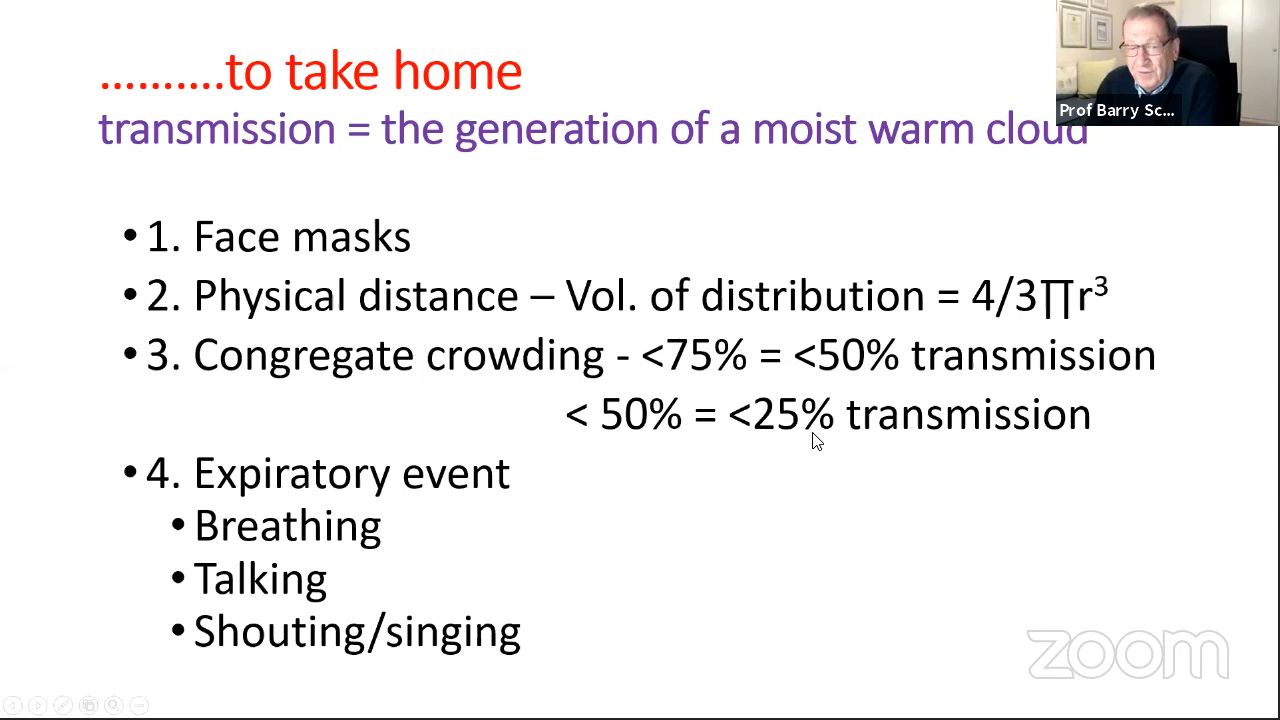 ..........to take home
transmission = the generation of a moist warm cloud
Prof Barry Sc...
• 1. Face masks
• 2. Physical distance – Vol. of distribution = 4/3∏r³
• 3. Congregate crowding - <75% = <50% transmission
< 50% = <25% transmission
• 4. Expiratory event
• Breathing
• Talking
• Shouting/singing
zoom